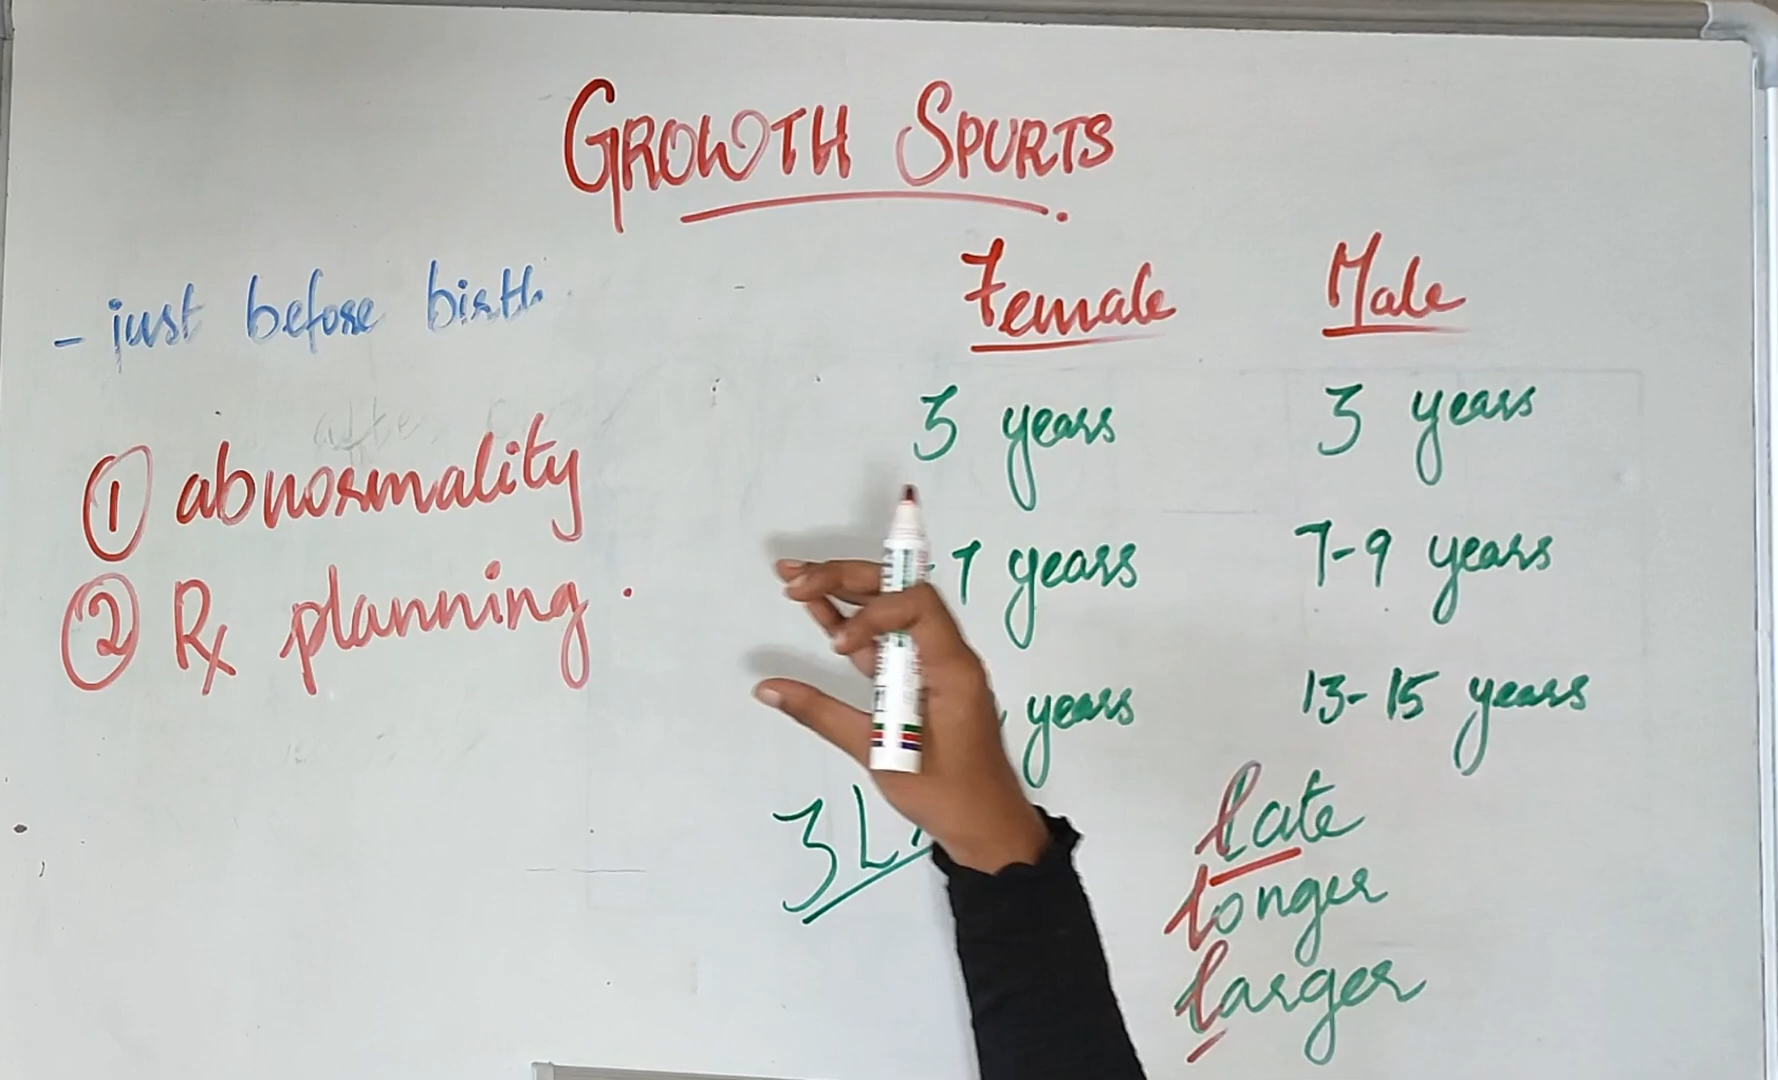 GROWTH SPURTS
- just before birth
① abnormality
② Rx planning.
Female
3 years
7 years
years
Male
3 years
7-9 years
13-15 years
late
longer
larger